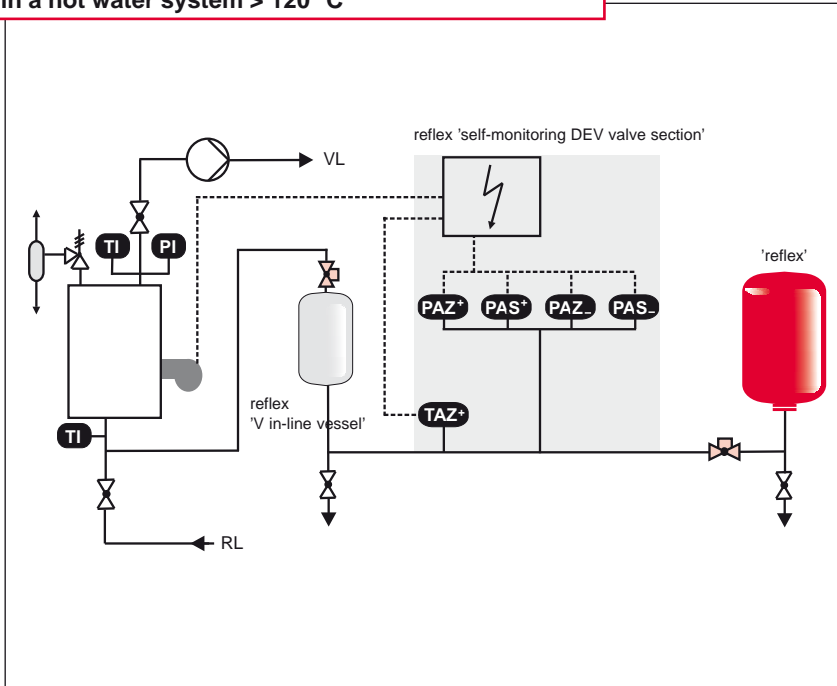 in a hot water system > 120 °C
reflex 'self-monitoring DEV valve section'
VL
TI
PI
'reflex'
PAZ+
PAS+
PAZ-
PAS-
reflex
'V in-line vessel'
TAZ+
TI
RL